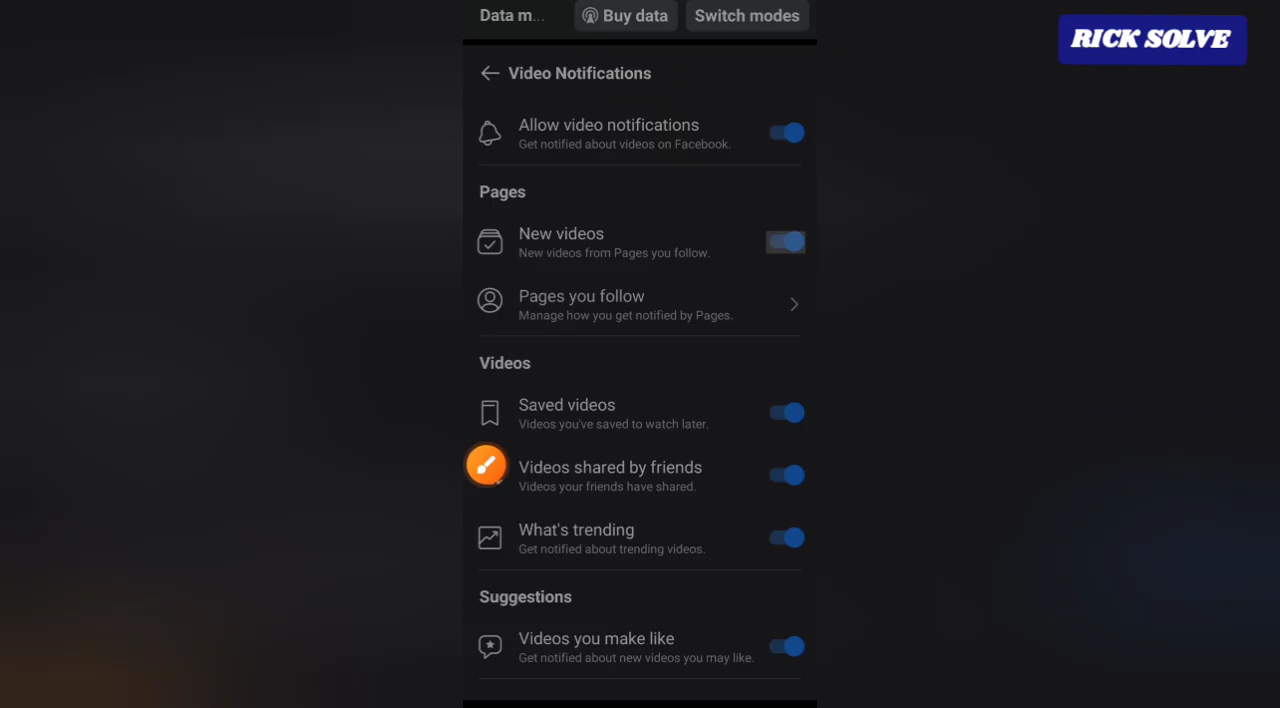 Data m... Buy data Switch modes
RICK SOLVE
Video Notifications
Allow video notifications
Get notified about videos on Facebook.
Pages
New videos
New videos from Pages you follow.
Pages you follow
Manage how you get notified by Pages.
Videos
Saved videos
Videos you've saved to watch later.
Videos shared by friends
Videos your friends have shared.
What's trending
Get notified about trending videos.
Suggestions
Videos you make like
Get notified about new videos you may like.